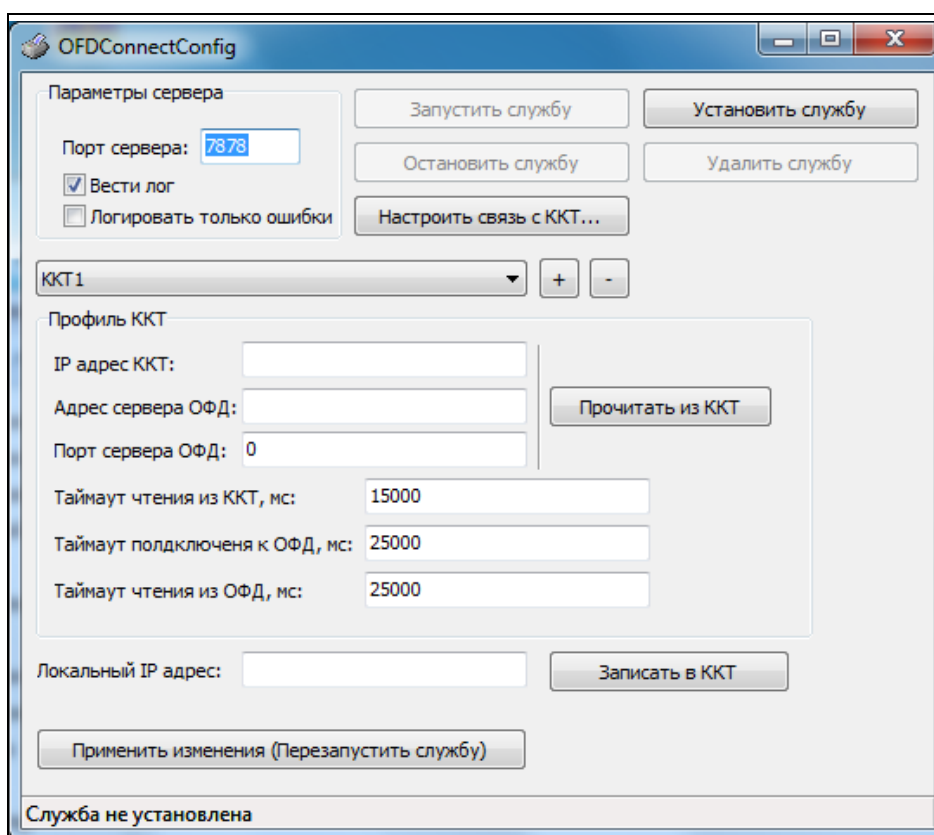 OFDConnectConfig
Параметры сервера
Порт сервера: 7878
Вести лог
Логировать только ошибки
Запустить службу
Установить службу
Остановить службу
Удалить службу
Настроить связь с ККТ...
ККТ1
+
-
Профиль ККТ
IP адрес ККТ:
Адрес сервера ОФД:
Прочитать из ККТ
Порт сервера ОФД: 0
Таймаут чтения из ККТ, мс: 15000
Таймаут полдключеня к ОФД, мс: 25000
Таймаут чтения из ОФД, мс: 25000
Локальный IP адрес:
Записать в ККТ
Применить изменения (Перезапустить службу)
Служба не установлена